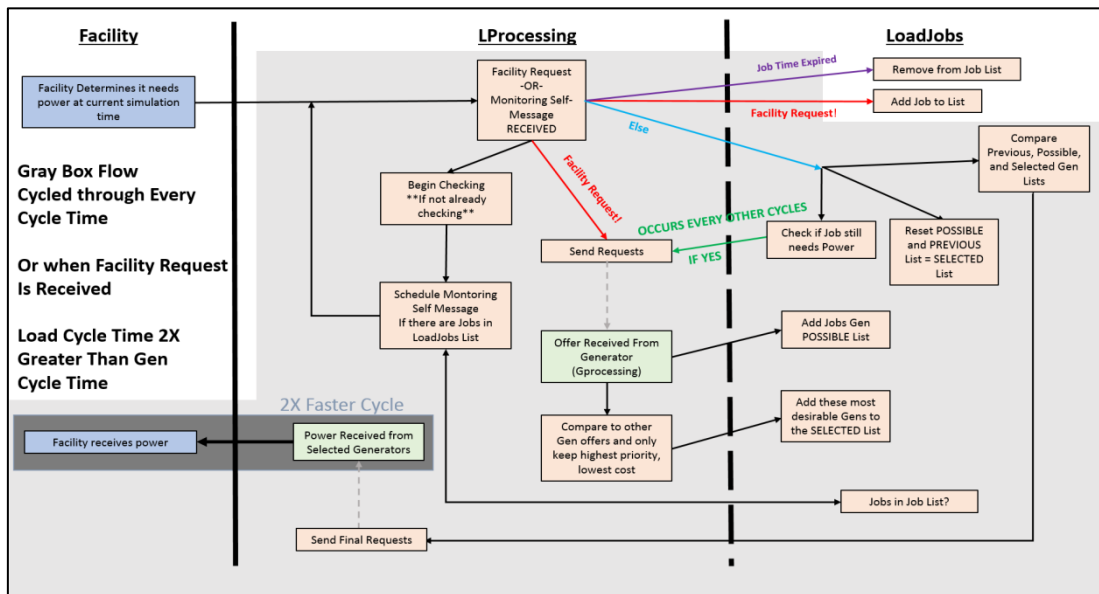 Facility
LProcessing
LoadJobs
Facility Determines it needs
power at current simulation
time
Facility Request
-OR-
Monitoring Self-
Message
RECEIVED
Job Time Expired
Remove from Job List
Facility Request!
Add Job to List
Else
Compare
Previous, Possible,
and Selected Gen
Lists
Gray Box Flow
Cycled through Every
Cycle Time
Or when Facility Request
Is Received
Load Cycle Time 2X
Greater Than Gen
Cycle Time
Begin Checking
**If not already
checking**
Facility Request!
OCCURS EVERY OTHER CYCLES
IF YES
Send Requests
Check if Job still
needs Power
Reset POSSIBLE
and PREVIOUS
List = SELECTED
List
Schedule Montoring
Self Message
If there are Jobs in
LoadJobs List
Offer Received From
Generator
(Gprocessing)
Add Jobs Gen
POSSIBLE List
Compare to other
Gen offers and only
keep highest priority,
lowest cost
Add these most
desirable Gens to
the SELECTED List
2X Faster Cycle
Facility receives power
Power Received from
Selected Generators
Jobs in Job List?
Send Final Requests